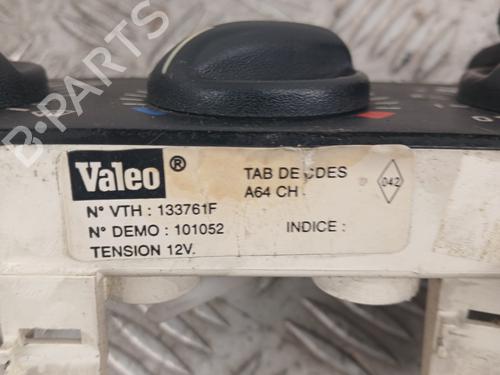 B-PARTS
Valeo ®
TAB DE CDES
A64 CH
042
N° VTH : 133761F
N° DEMO : 101052
INDICE :
TENSION 12V.